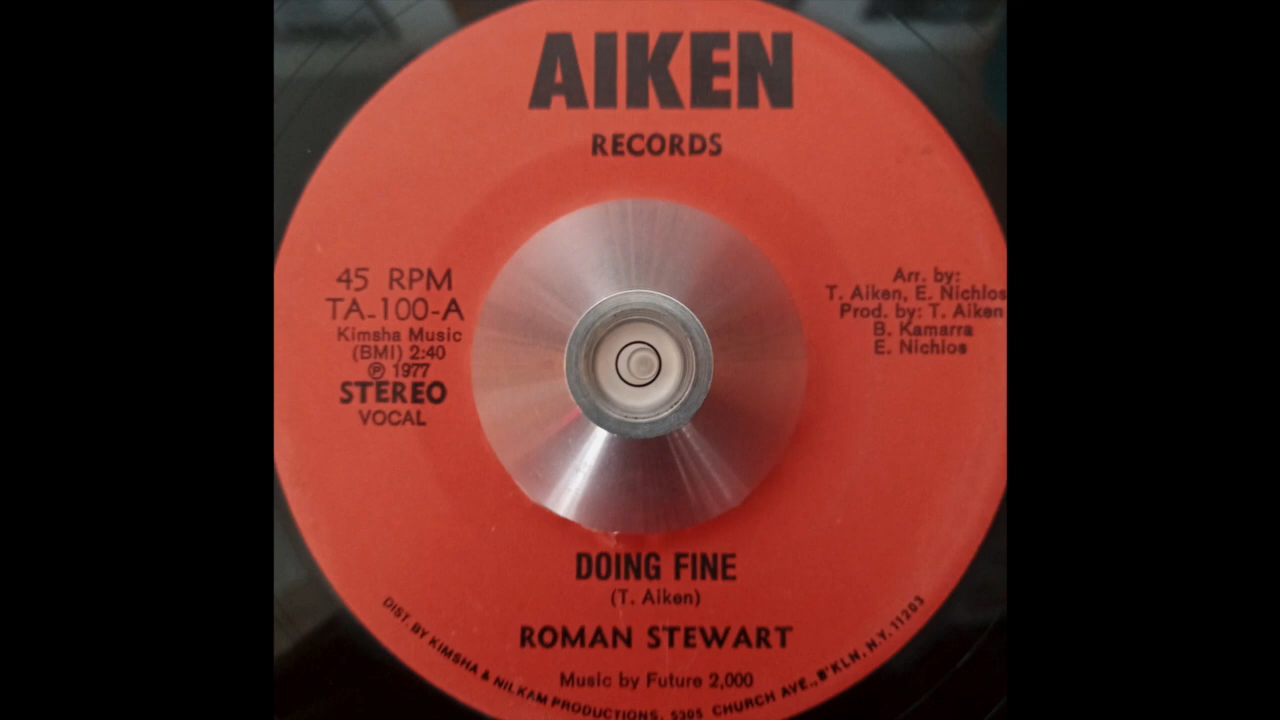 AIKEN
RECORDS
45 RPM
TA-100-A
Kimsha Music
(BMI) 2:40
℗ 1977
STEREO
VOCAL
Arr. by:
T. Aiken, E. Nichlos
Prod. by: T. Aiken
B. Kamarra
E. Nichlos
DOING FINE
(T. Aiken)
ROMAN STEWART
Music by Future 2,000
DIST. BY KIMSHA & NILKAM PRODUCTIONS, 5305 CHURCH AVE., B'KLN, N.Y. 11203